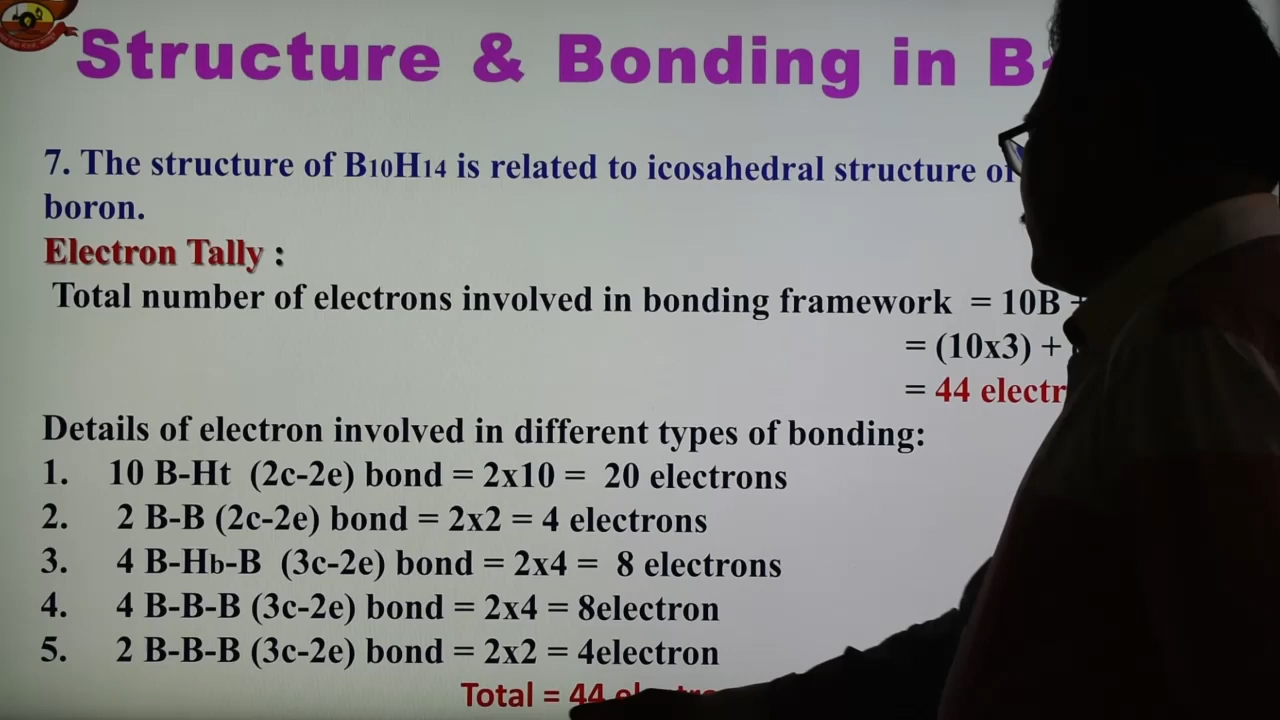 Structure & Bonding in B
7. The structure of B10H14 is related to icosahedral structure of
boron.
Electron Tally :
Total number of electrons involved in bonding framework = 10B +
= (10x3) +
= 44 electr
Details of electron involved in different types of bonding:
1. 10 B-Ht (2c-2e) bond = 2x10 = 20 electrons
2. 2 B-B (2c-2e) bond = 2x2 = 4 electrons
3. 4 B-Hb-B (3c-2e) bond = 2x4 = 8 electrons
4. 4 B-B-B (3c-2e) bond = 2x4 = 8electron
5. 2 B-B-B (3c-2e) bond = 2x2 = 4electron
Total = 44